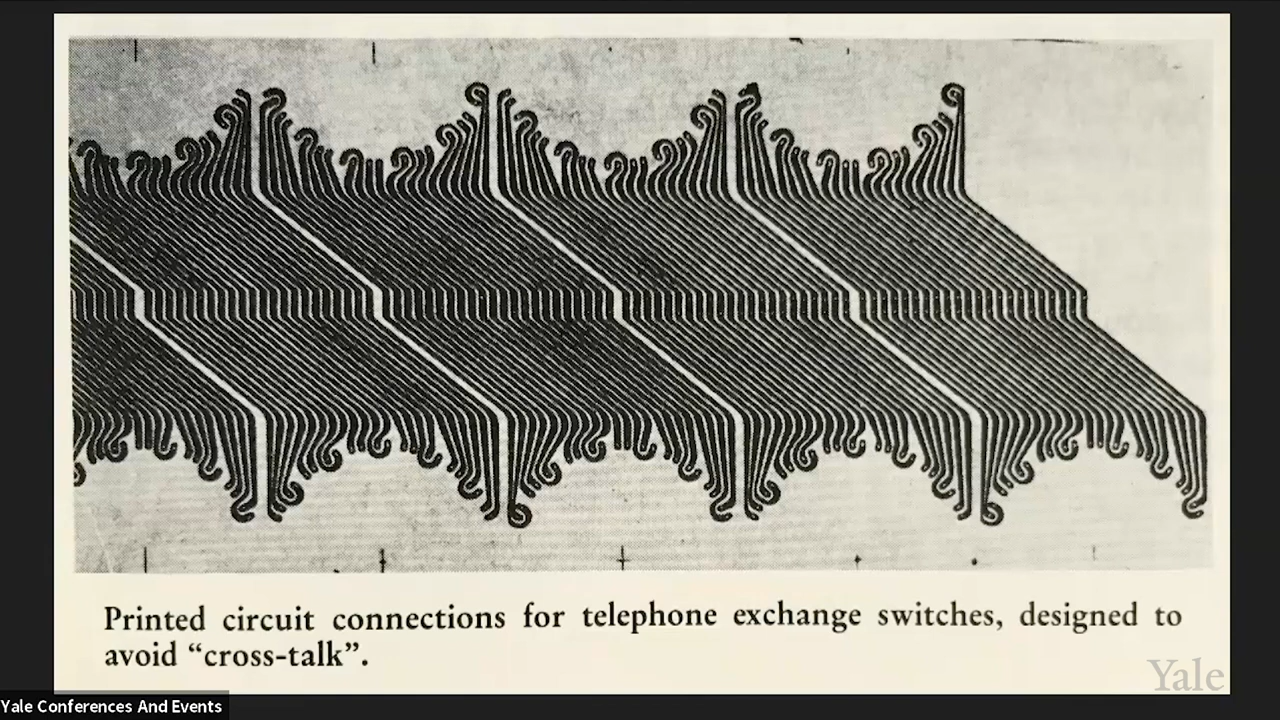 Printed circuit connections for telephone exchange switches, designed to
avoid “cross-talk”.
Yale
Yale Conferences And Events